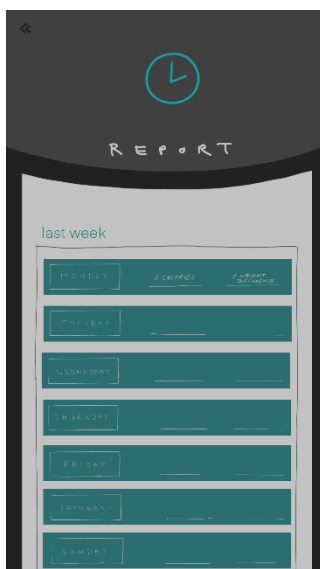 «
REPORT
last week
MONDAY # CALORIES # WEIGHT
DIFFERENCE
TUESDAY
WEDNESDAY
THURSDAY
FRIDAY
SATURDAY
SUNDAY